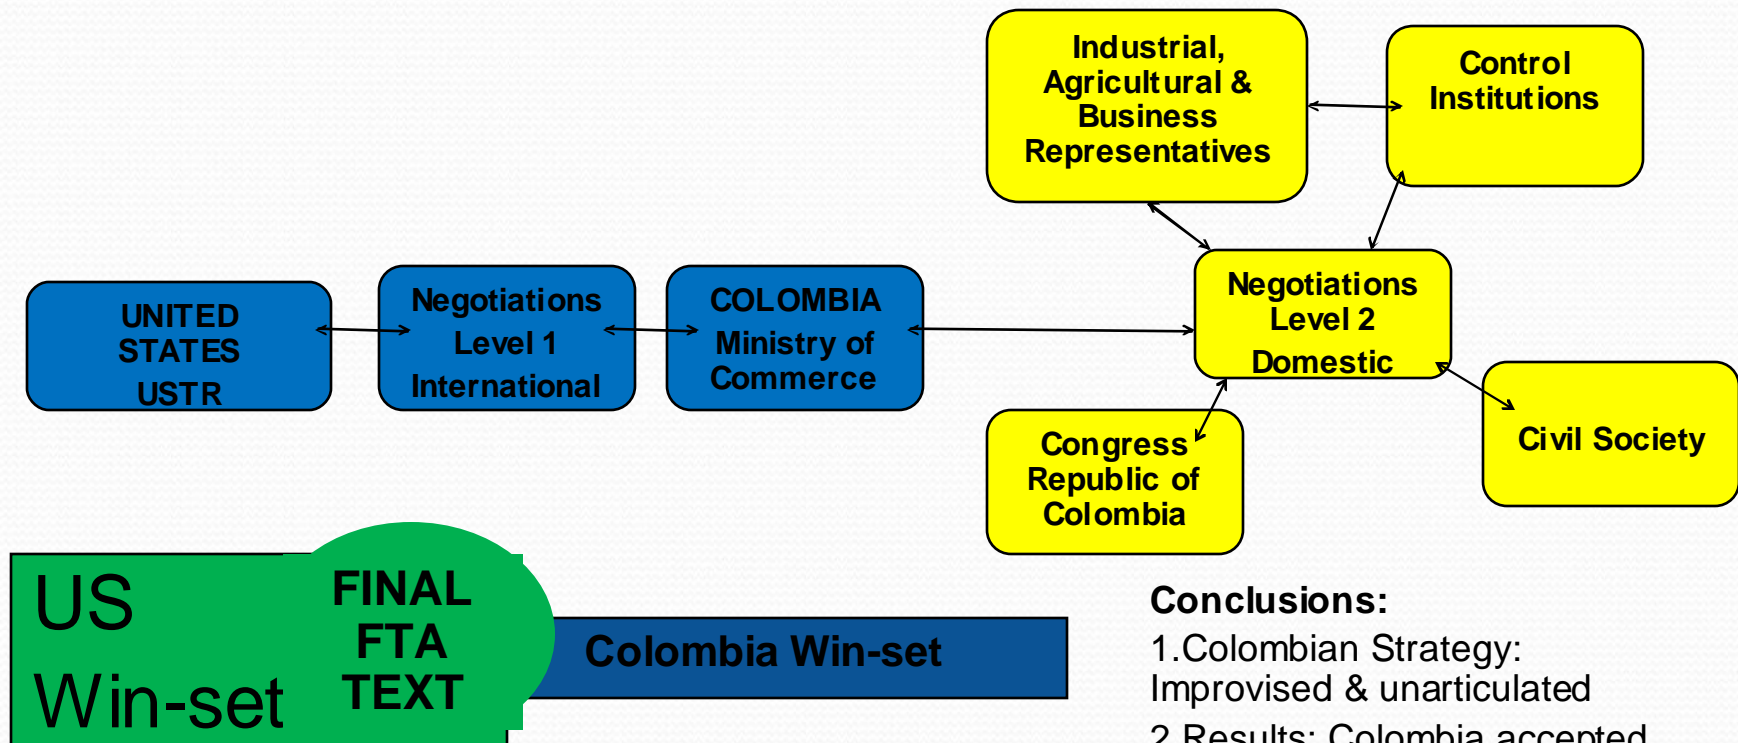 Industrial,
Agricultural &
Business
Representatives
Control
Institutions
UNITED
STATES
USTR
Negotiations
Level 1
International
COLOMBIA
Ministry of
Commerce
Negotiations
Level 2
Domestic
Congress
Republic of
Colombia
Civil Society
US
Win-set
FINAL
FTA
TEXT
Colombia Win-set
Conclusions:
1.Colombian Strategy:
Improvised & unarticulated
2.Results: Colombia accepted